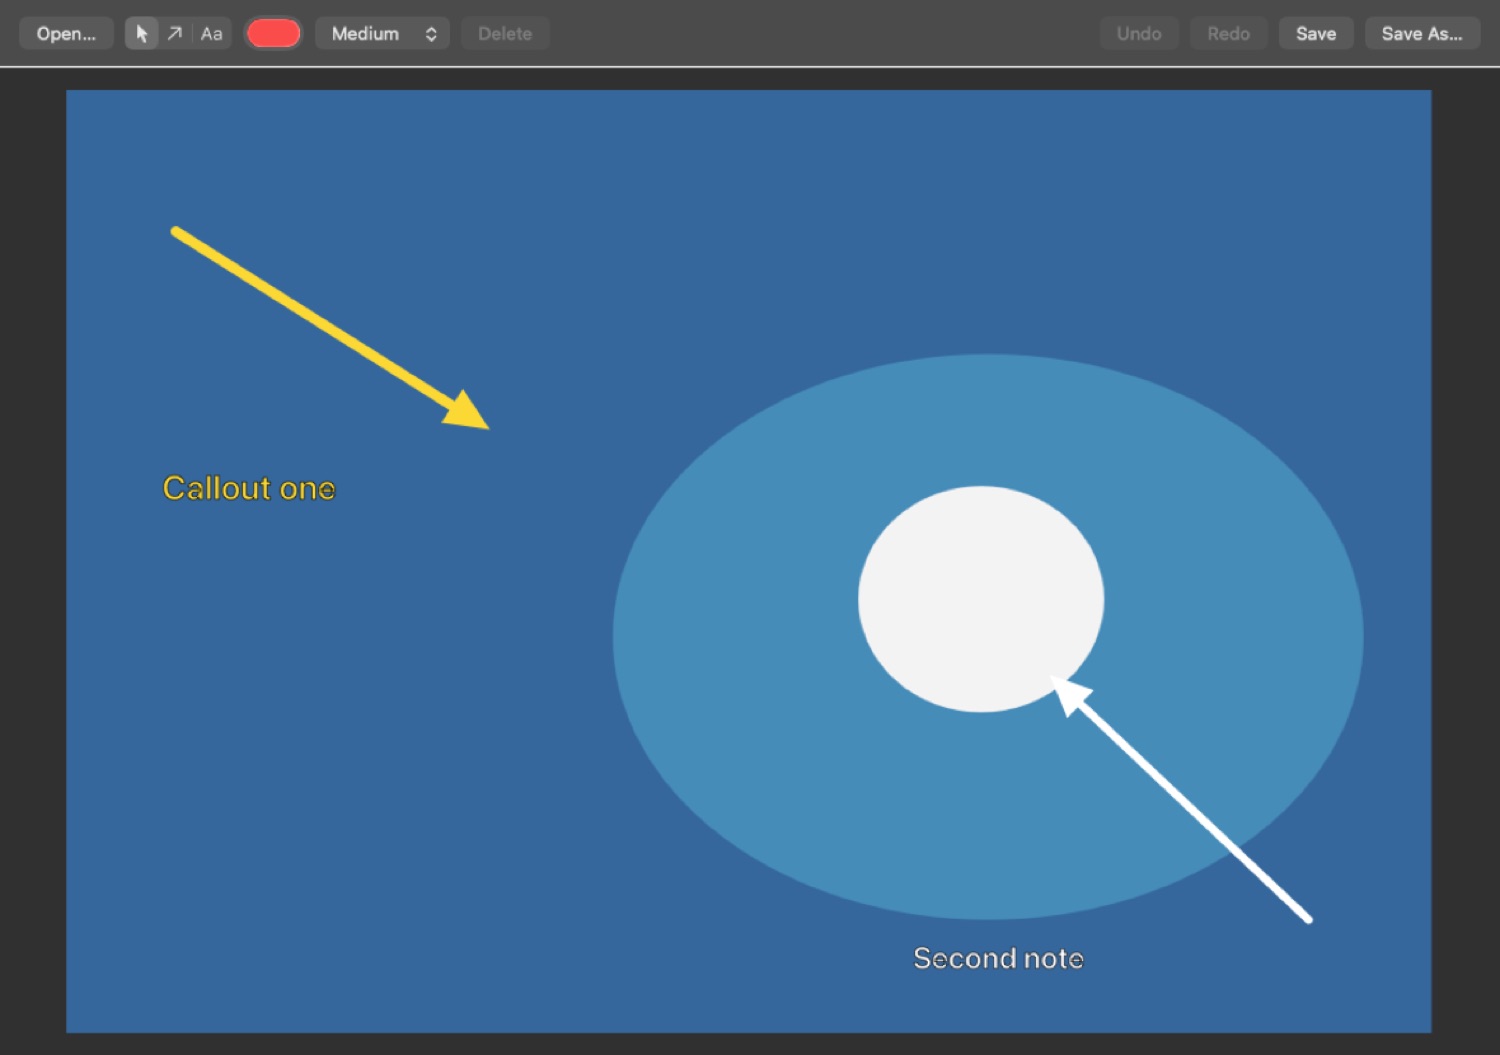 Open...
Aa
Medium
Delete
Undo
Redo
Save
Save As...
Callout one
Second note